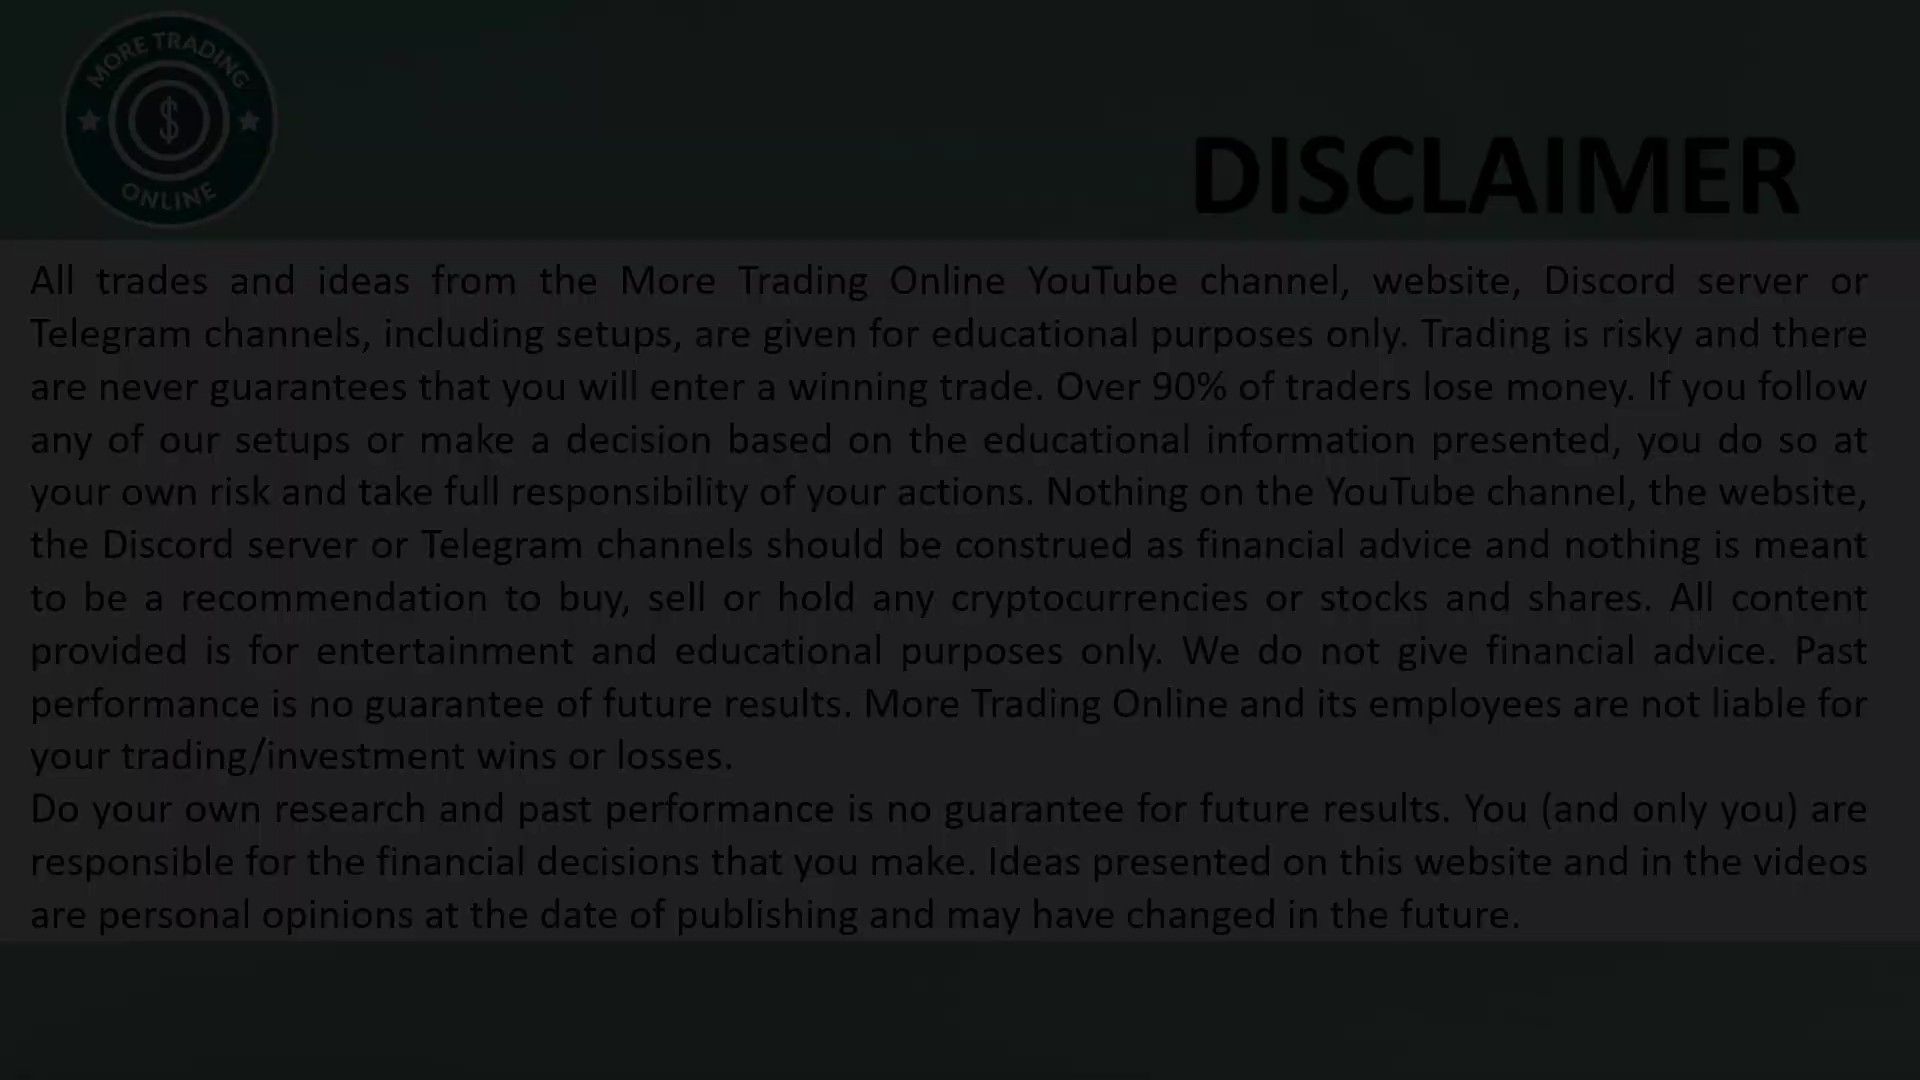 MORE TRADING
$
ONLINE
DISCLAIMER
All trades and ideas from the More Trading Online YouTube channel, website, Discord server or
Telegram channels, including setups, are given for educational purposes only. Trading is risky and there
are never guarantees that you will enter a winning trade. Over 90% of traders lose money. If you follow
any of our setups or make a decision based on the educational information presented, you do so at
your own risk and take full responsibility of your actions. Nothing on the YouTube channel, the website,
the Discord server or Telegram channels should be construed as financial advice and nothing is meant
to be a recommendation to buy, sell or hold any cryptocurrencies or stocks and shares. All content
provided is for entertainment and educational purposes only. We do not give financial advice. Past
performance is no guarantee of future results. More Trading Online and its employees are not liable for
your trading/investment wins or losses.
Do your own research and past performance is no guarantee for future results. You (and only you) are
responsible for the financial decisions that you make. Ideas presented on this website and in the videos
are personal opinions at the date of publishing and may have changed in the future.